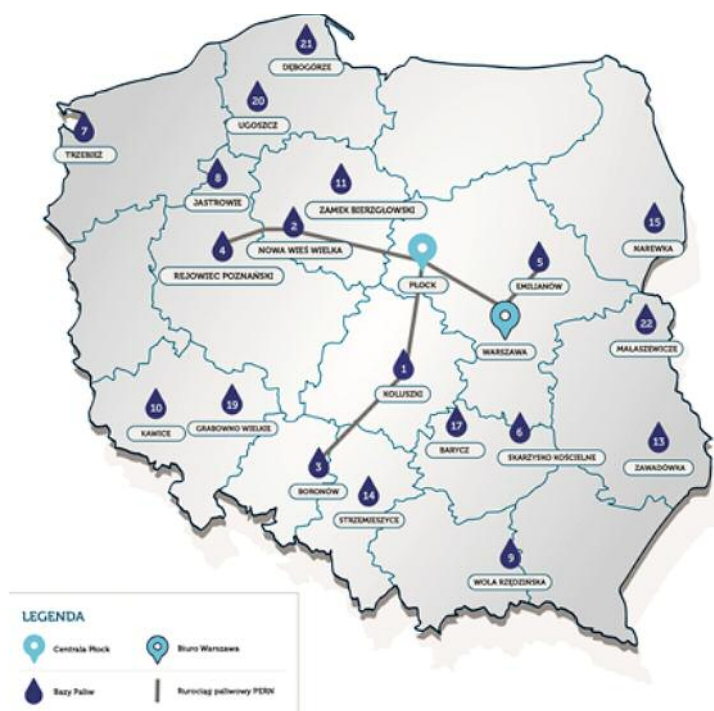 21
DĘBOGÓRZE
20
UGOSZCZ
7
TRZEBIEŻ
8
JASTROWIE
11
ZAMEK BIERZGŁOWSKI
2
NOWA WIEŚ WIELKA
4
REJOWIEC POZNAŃSKI
15
NAREWKA
5
EMILIANÓW
PŁOCK
WARSZAWA
22
MAŁASZEWICZE
1
KOLUSZKI
10
KAWICE
19
GRABOWNO WIELKIE
17
BARYCZ
6
SKARŻYSKO KOŚCIELNE
13
ZAWADÓWKA
3
BORONÓW
14
STRZEMIESZYCE
9
WOLA RZĘDZIŃSKA
LEGENDA
Centrala Płock
Biuro Warszawa
Bazy Paliw
Rurociąg paliwowy PERN